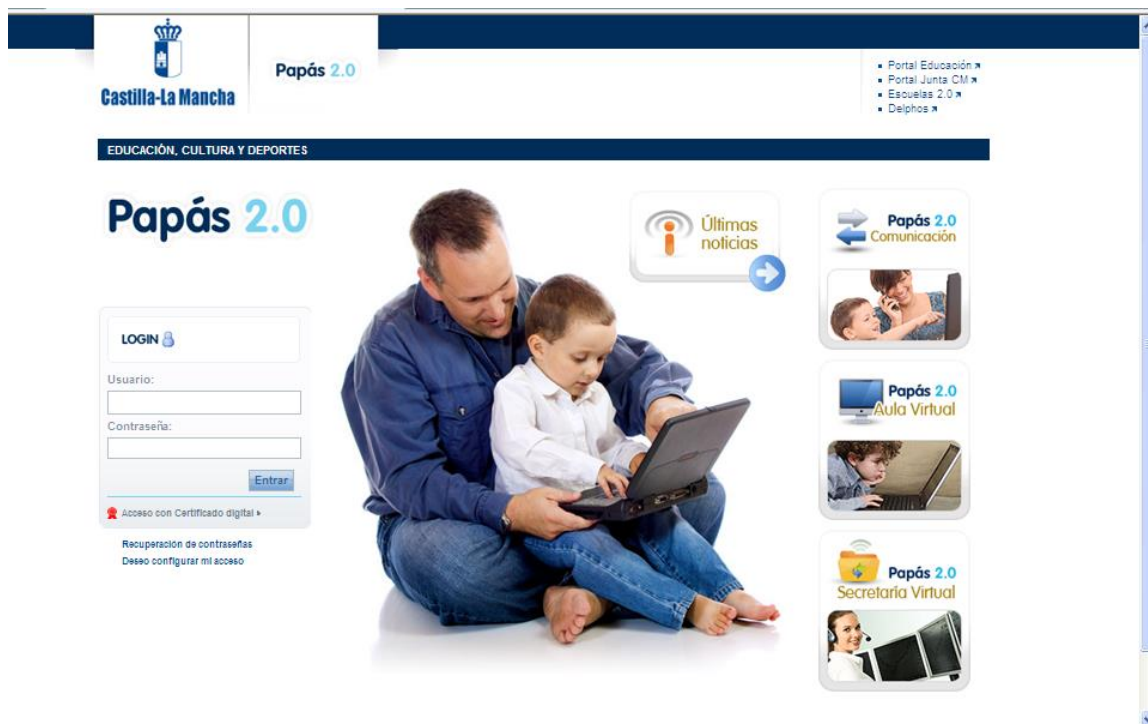 Castilla-La Mancha
Papás 2.0
Portal Educación
Portal Junta CM
Escuelas 2.0
Delphos
EDUCACIÓN, CULTURA Y DEPORTES
Papás 2.0
Últimas
noticias
Papás 2.0
Comunicación
LOGIN
Usuario:
Contraseña:
Entrar
Acceso con Certificado digital
Recuperación de contraseñas
Deseo configurar mi acceso
Papás 2.0
Aula Virtual
Papás 2.0
Secretaría Virtual